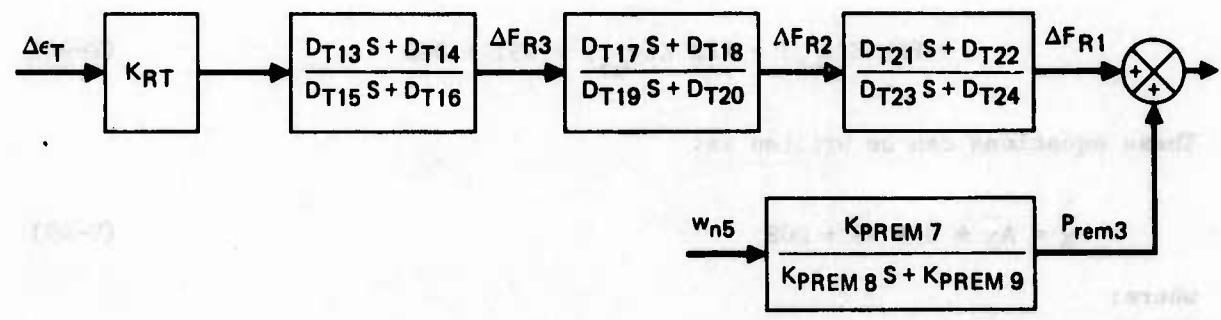 Δϵ_T
K_RT
D_T13 S + D_T14
D_T15 S + D_T16
ΔF_R3
D_T17 S + D_T18
D_T19 S + D_T20
ΔF_R2
D_T21 S + D_T22
D_T23 S + D_T24
ΔF_R1
+
+
w_n5
K_PREM 7
K_PREM 8 S + K_PREM 9
P_rem3